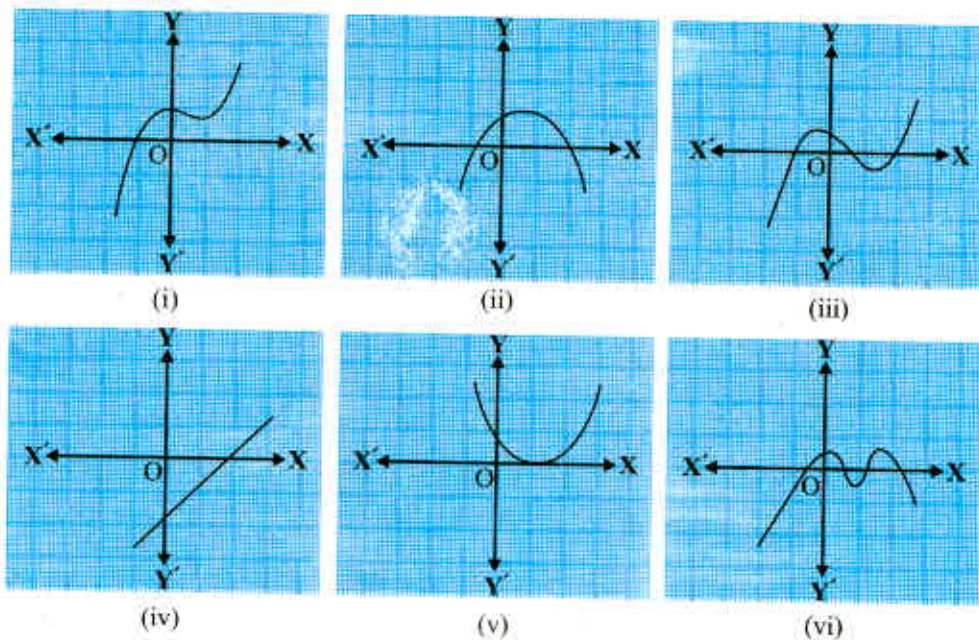 Y Y Y
X′ O X X′ O X X′ O X
Y′ Y′ Y′
(i) (ii) (iii)
Y Y Y
X′ O X X′ O X X′ O X
Y′ Y′ Y′
(iv) (v) (vi)